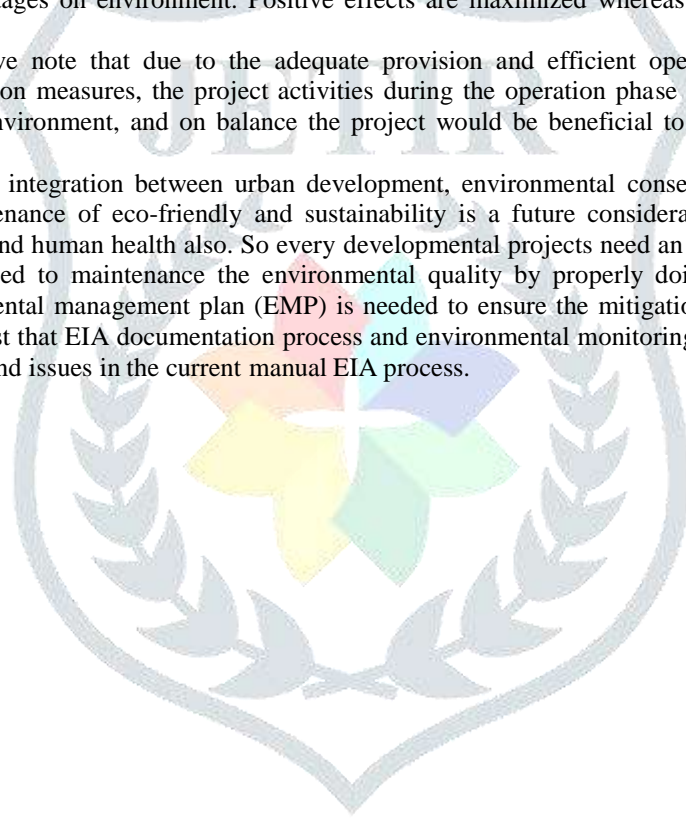 ages on environment. Positive effects are maximized whereas
JETIR
ve note that due to the adequate provision and efficient ope
on measures, the project activities during the operation phase
nvironment, and on balance the project would be beneficial to
integration between urban development, environmental conse
enance of eco-friendly and sustainability is a future considera
nd human health also. So every developmental projects need an
ed to maintenance the environmental quality by properly doi
ental management plan (EMP) is needed to ensure the mitigatio
st that EIA documentation process and environmental monitoring
nd issues in the current manual EIA process.